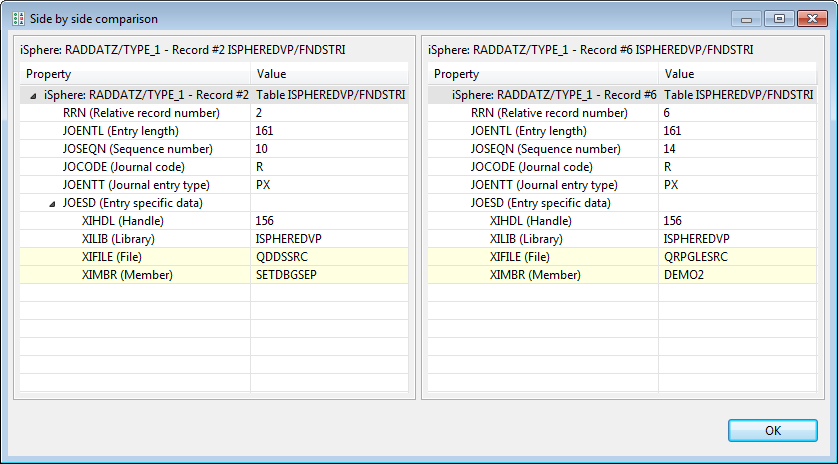 Side by side comparison
iSphere: RADDATZ/TYPE_1 - Record #2 ISPHEREDVP/FNDSTRI
Property Value
iSphere: RADDATZ/TYPE_1 - Record #2 Table ISPHEREDVP/FNDSTRI
RRN (Relative record number) 2
JOENTL (Entry length) 161
JOSEQN (Sequence number) 10
JOCODE (Journal code) R
JOENTT (Journal entry type) PX
JOESD (Entry specific data)
XIHDL (Handle) 156
XILIB (Library) ISPHEREDVP
XIFILE (File) QDDSSRC
XIMBR (Member) SETDBGSEP
iSphere: RADDATZ/TYPE_1 - Record #6 ISPHEREDVP/FNDSTRI
Property Value
iSphere: RADDATZ/TYPE_1 - Record #6 Table ISPHEREDVP/FNDSTRI
RRN (Relative record number) 6
JOENTL (Entry length) 161
JOSEQN (Sequence number) 14
JOCODE (Journal code) R
JOENTT (Journal entry type) PX
JOESD (Entry specific data)
XIHDL (Handle) 156
XILIB (Library) ISPHEREDVP
XIFILE (File) QRPGLESRC
XIMBR (Member) DEMO2
OK